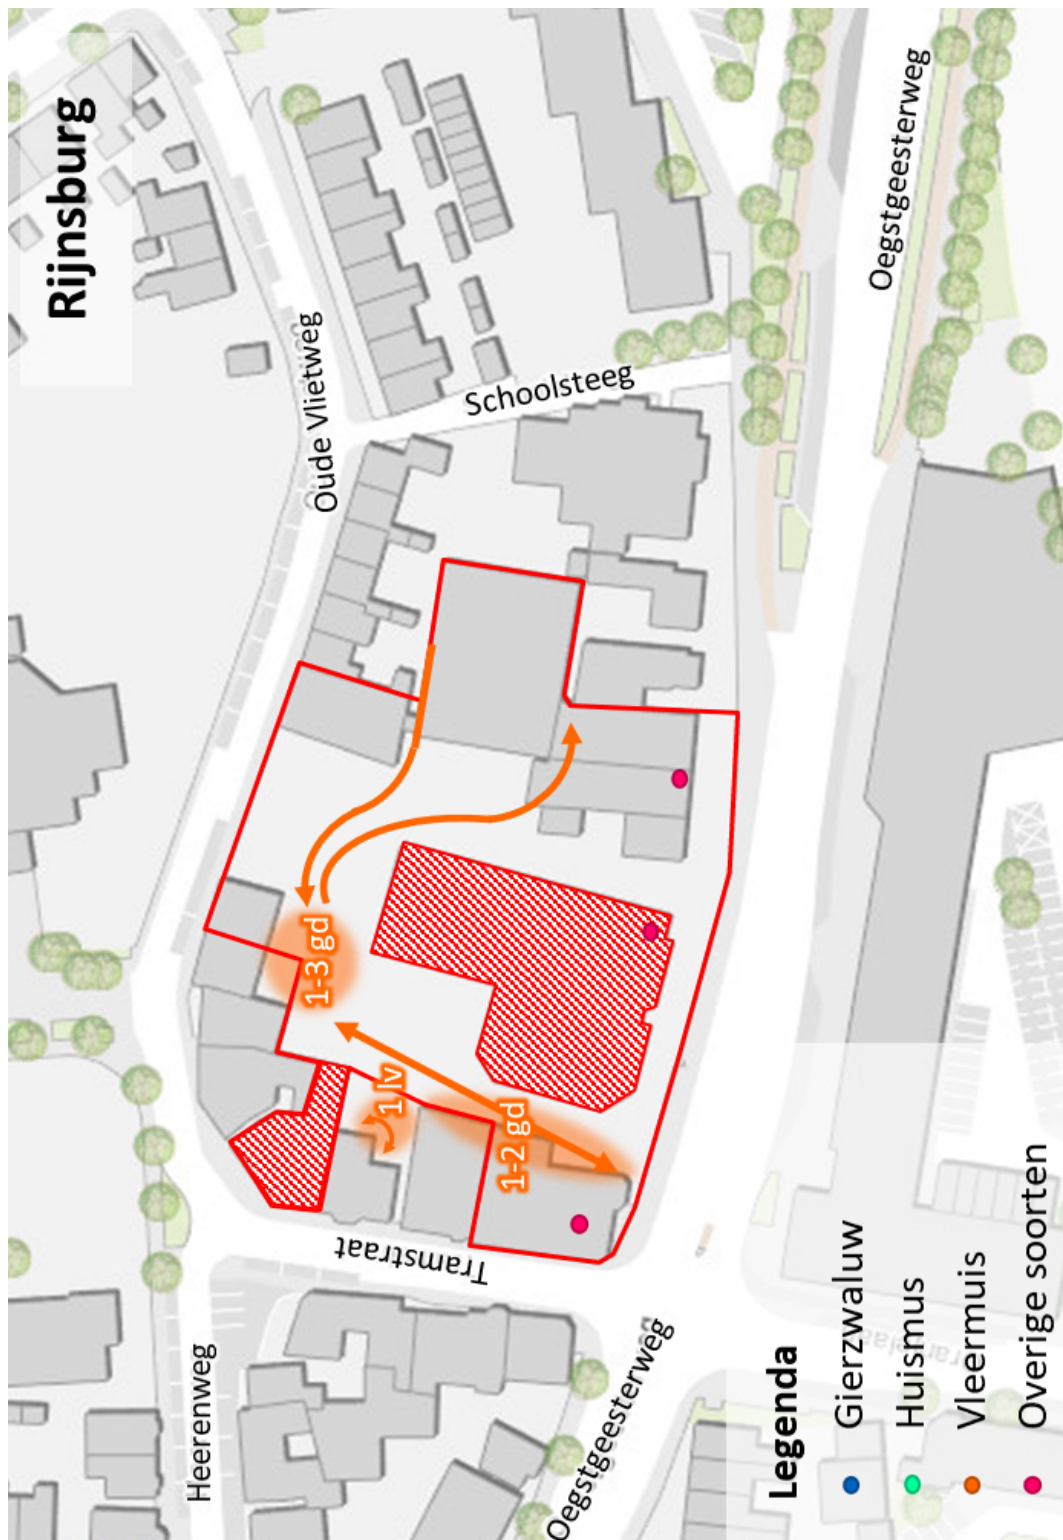 Rijnsburg
Oude Vlietweg
Schoolsteeg
Oegstgeesterweg
1-3 gd
1 lv
1-2 gd
Tramstraat
Heerenweg
Oegstgeesterweg
Legenda
Gierzwaluw
Huismus
Vleermuis
Overige soorten